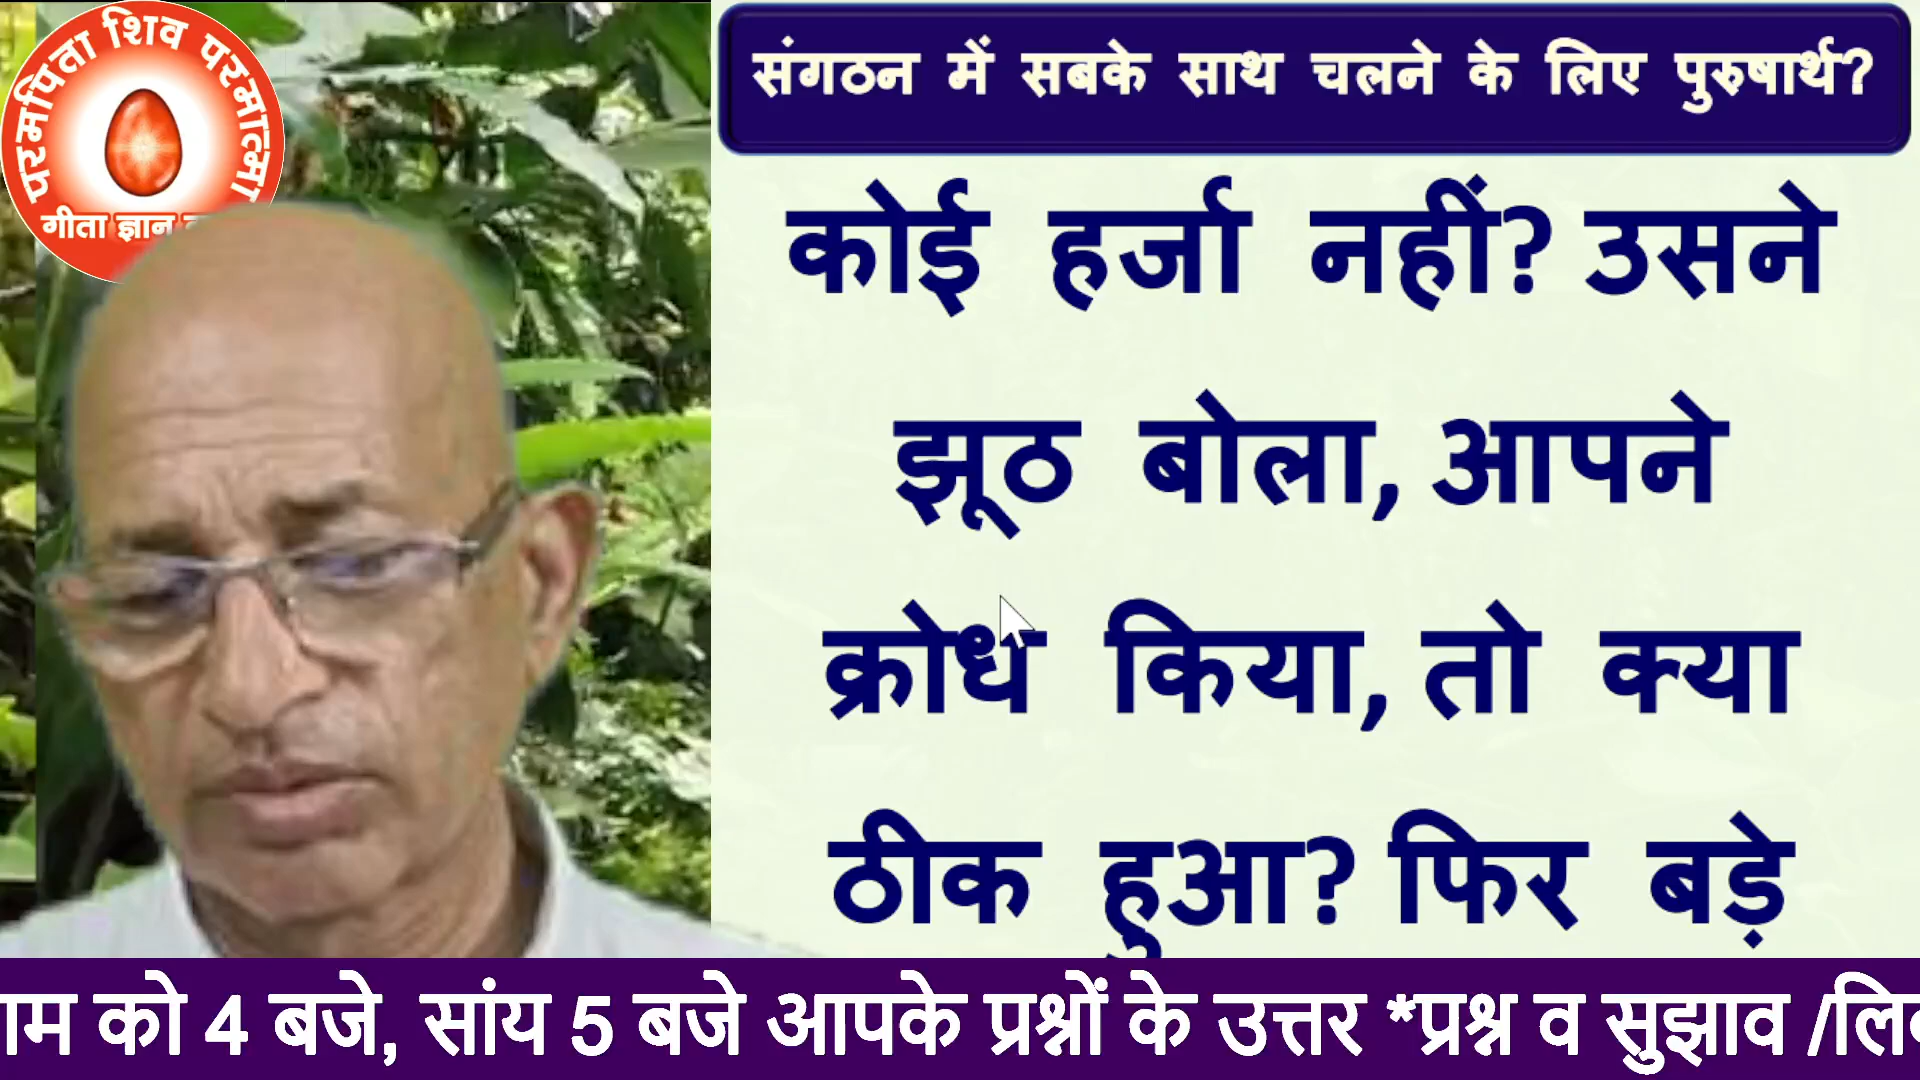 परमपिता शिव परमात्मा
गीता ज्ञान
संगठन में सबके साथ चलने के लिए पुरुषार्थ?
कोई हर्जा नहीं? उसने
झूठ बोला, आपने
क्रोध किया, तो क्या
ठीक हुआ? फिर बड़े
को 4 बजे, सांय 5 बजे आपके प्रश्नों के उत्तर *प्रश्न व सुझाव /